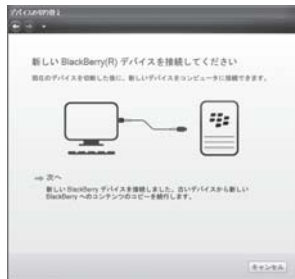 デバイスの切り替え
新しい BlackBerry(R) デバイスを接続してください
現在のデバイスを切断した後に、新しいデバイスをコンピュータに接続できます。
次へ
新しい BlackBerry デバイスを接続しました。古いデバイスから新しい
BlackBerry へのコンテンツのコピーを続行します。
キャンセル